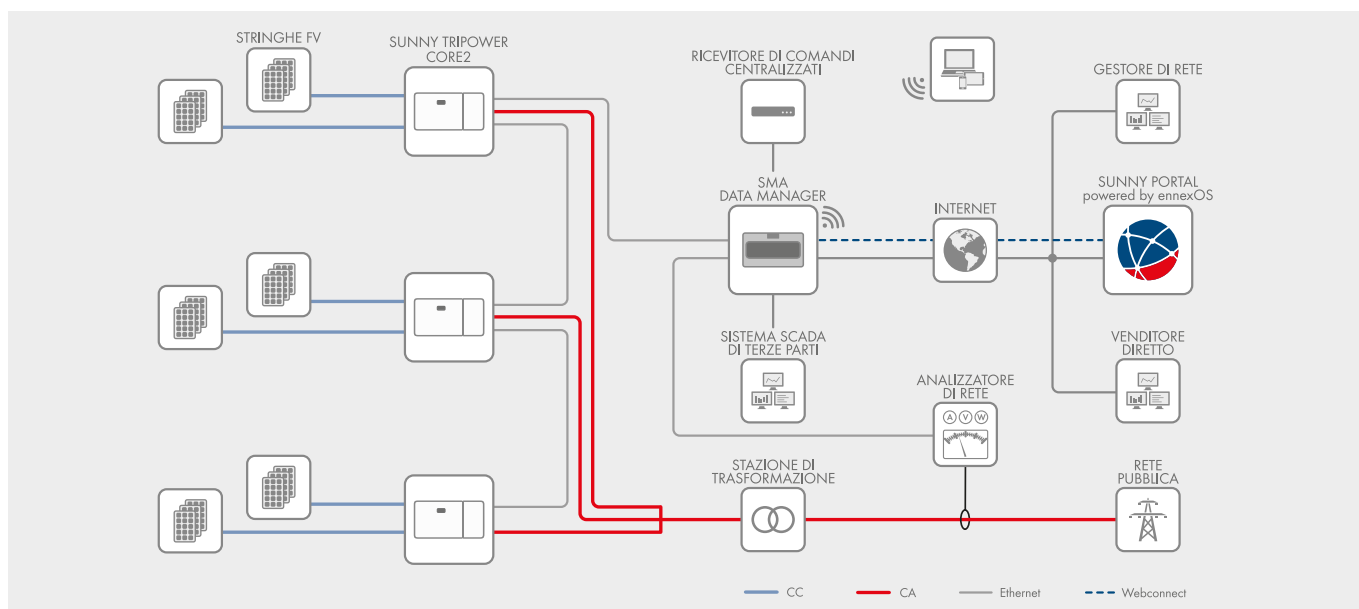 STRINGHE FV
SUNNY TRIPOWER
CORE2
RICEVITORE DI COMANDI
CENTRALIZZATI
GESTORE DI RETE
SMA
DATA MANAGER
INTERNET
SUNNY PORTAL
powered by ennexOS
SISTEMA SCADA
DI TERZE PARTI
VENDITORE
DIRETTO
ANALIZZATORE
DI RETE
A V W
STAZIONE DI
TRASFORMAZIONE
RETE
PUBBLICA
CC
CA
Ethernet
Webconnect